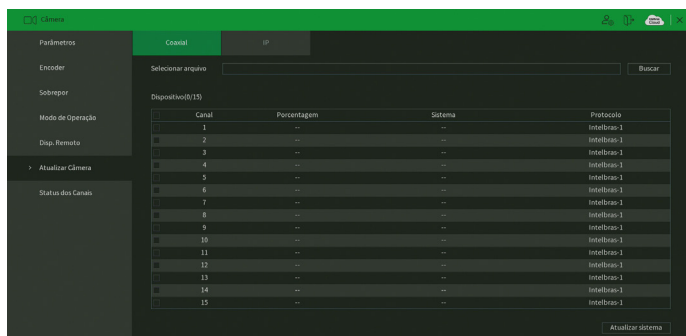 Câmera
Intelbras Cloud
Parâmetros
Encoder
Sobrepor
Modo de Operação
Disp. Remoto
> Atualizar Câmera
Status dos Canais
Coaxial IP
Selecionar arquivo Buscar
Dispositivo(0/15)
Canal Porcentagem Sistema Protocolo
1 -- -- Intelbras-1
2 -- -- Intelbras-1
3 -- -- Intelbras-1
4 -- -- Intelbras-1
5 -- -- Intelbras-1
6 -- -- Intelbras-1
7 -- -- Intelbras-1
8 -- -- Intelbras-1
9 -- -- Intelbras-1
10 -- -- Intelbras-1
11 -- -- Intelbras-1
12 -- -- Intelbras-1
13 -- -- Intelbras-1
14 -- -- Intelbras-1
15 -- -- Intelbras-1
Atualizar sistema